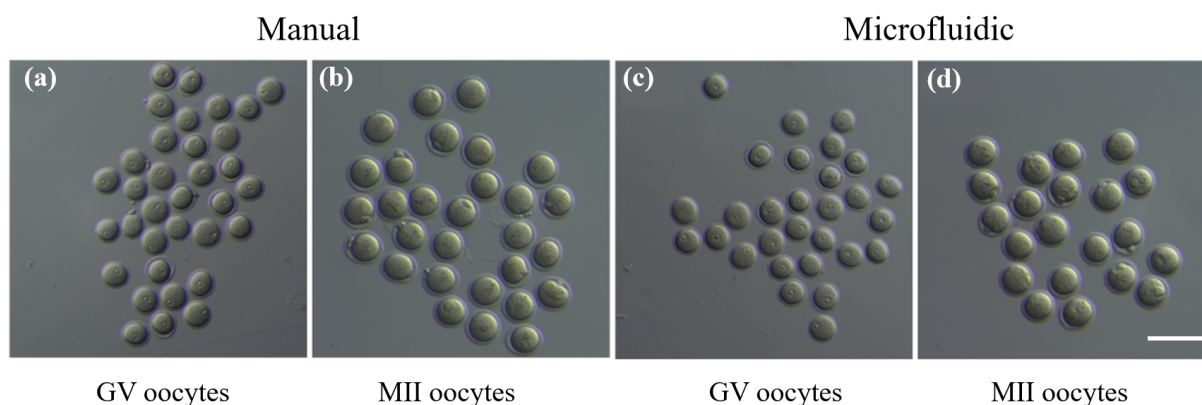 Manual
Microfluidic
(a)
(b)
(c)
(d)
GV oocytes
MII oocytes
GV oocytes
MII oocytes